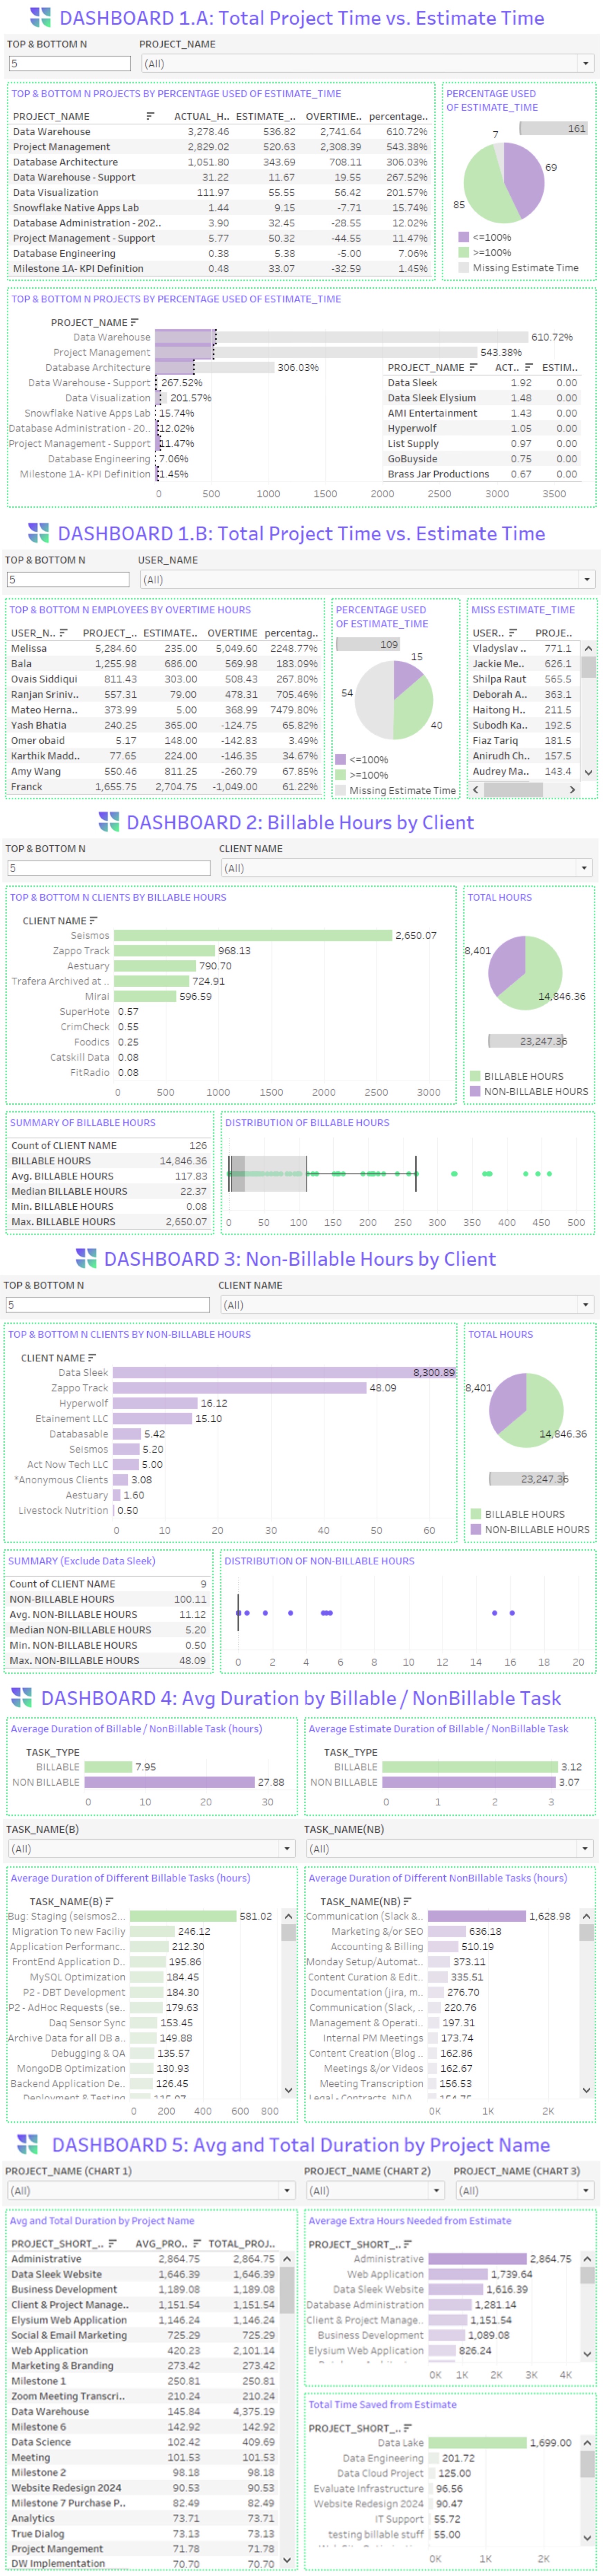 DASHBOARD 1.A: Total Project Time vs. Estimate Time
TOP & BOTTOM N PROJECT_NAME
5 (All)
TOP & BOTTOM N PROJECTS BY PERCENTAGE USED OF ESTIMATE_TIME
PROJECT_NAME ACTUAL_H.. ESTIMATE_.. OVERTIME.. percentage..
Data Warehouse 3,278.46 536.82 2,741.64 610.72%
Project Management 2,829.02 520.63 2,308.39 543.38%
Database Architecture 1,051.80 343.69 708.11 306.03%
Data Warehouse - Support 31.22 11.67 19.55 267.52%
Data Visualization 111.97 55.55 56.42 201.57%
Snowflake Native Apps Lab 1.44 9.15 -7.71 15.74%
Database Administration - 202.. 3.90 32.45 -28.55 12.02%
Project Management - Support 5.77 50.32 -44.55 11.47%
Database Engineering 0.38 5.38 -5.00 7.06%
Milestone 1A- KPI Definition 0.48 33.07 -32.59 1.45%
PERCENTAGE USED
OF ESTIMATE_TIME
161
7
69
85
<=100%
>=100%
Missing Estimate Time
TOP & BOTTOM N PROJECTS BY PERCENTAGE USED OF ESTIMATE_TIME
PROJECT_NAME
Data Warehouse 610.72%
Project Management 543.38%
Database Architecture 306.03%
Data Warehouse - Support 267.52%
Data Visualization 201.57%
Snowflake Native Apps Lab 15.74%
Database Administration - 20.. 12.02%
Project Management - Support 11.47%
Database Engineering 7.06%
Milestone 1A- KPI Definition 1.45%
0 500 1000 1500 2000 2500 3000 3500
PROJECT_NAME ACT.. ESTIM..
Data Sleek 1.92 0.00
Data Sleek Elysium 1.48 0.00
AMI Entertainment 1.43 0.00
Hyperwolf 1.05 0.00
List Supply 0.97 0.00
GoBuyside 0.75 0.00
Brass Jar Productions 0.67 0.00
DASHBOARD 1.B: Total Project Time vs. Estimate Time
TOP & BOTTOM N USER_NAME
5 (All)
TOP & BOTTOM N EMPLOYEES BY OVERTIME HOURS
USER_N.. PROJECT_.. ESTIMATE.. OVERTIME percentag..
Melissa 5,284.60 235.00 5,049.60 2248.77%
Bala 1,255.98 686.00 569.98 183.09%
Ovais Siddiqui 811.43 303.00 508.43 267.80%
Ranjan Sriniv.. 557.31 79.00 478.31 705.46%
Mateo Herna.. 373.99 5.00 368.99 7479.80%
Yash Bhatia 240.25 365.00 -124.75 65.82%
Omer obaid 5.17 148.00 -142.83 3.49%
Karthik Madd.. 77.65 224.00 -146.35 34.67%
Amy Wang 550.46 811.25 -260.79 67.85%
Franck 1,655.75 2,704.75 -1,049.00 61.22%
PERCENTAGE USED
OF ESTIMATE_TIME
109
15
54
40
<=100%
>=100%
Missing Estimate Time
MISS ESTIMATE_TIME
USER.. PROJE..
Vladyslav .. 771.1
Jackie Me.. 626.1
Shilpa Raut 565.5
Deborah A.. 363.1
Haitong H.. 211.5
Subodh Ka.. 192.5
Fiaz Tariq 181.5
Anirudh Ch.. 157.5
Audrey Ma.. 143.4
DASHBOARD 2: Billable Hours by Client
TOP & BOTTOM N CLIENT NAME
5 (All)
TOP & BOTTOM N CLIENTS BY BILLABLE HOURS
CLIENT NAME
Seismos 2,650.07
Zappo Track 968.13
Aestuary 790.70
Trafera Archived at .. 724.91
Mirai 596.59
SuperHote 0.57
CrimCheck 0.55
Foodics 0.25
Catskill Data 0.08
FitRadio 0.08
0 500 1000 1500 2000 2500 3000
TOTAL HOURS
8,401
14,846.36
23,247.36
BILLABLE HOURS
NON-BILLABLE HOURS
SUMMARY OF BILLABLE HOURS
Count of CLIENT NAME 126
BILLABLE HOURS 14,846.36
Avg. BILLABLE HOURS 117.83
Median BILLABLE HOURS 22.37
Min. BILLABLE HOURS 0.08
Max. BILLABLE HOURS 2,650.07
DISTRIBUTION OF BILLABLE HOURS
0 50 100 150 200 250 300 350 400 450 500
DASHBOARD 3: Non-Billable Hours by Client
TOP & BOTTOM N CLIENT NAME
5 (All)
TOP & BOTTOM N CLIENTS BY NON-BILLABLE HOURS
CLIENT NAME
Data Sleek 8,300.89
Zappo Track 48.09
Hyperwolf 16.12
Etainement LLC 15.10
Databasable 5.42
Seismos 5.20
Act Now Tech LLC 5.00
*Anonymous Clients 3.08
Aestuary 1.60
Livestock Nutrition 0.50
0 10 20 30 40 50 60
TOTAL HOURS
8,401
14,846.36
23,247.36
BILLABLE HOURS
NON-BILLABLE HOURS
SUMMARY (Exclude Data Sleek)
Count of CLIENT NAME 9
NON-BILLABLE HOURS 100.11
Avg. NON-BILLABLE HOURS 11.12
Median NON-BILLABLE HOURS 5.20
Min. NON-BILLABLE HOURS 0.50
Max. NON-BILLABLE HOURS 48.09
DISTRIBUTION OF NON-BILLABLE HOURS
0 2 4 6 8 10 12 14 16 18 20
DASHBOARD 4: Avg Duration by Billable / NonBillable Task
Average Duration of Billable / NonBillable Task (hours)
TASK_TYPE
BILLABLE 7.95
NON BILLABLE 27.88
0 10 20 30
Average Estimate Duration of Billable / NonBillable Task
TASK_TYPE
BILLABLE 3.12
NON BILLABLE 3.07
0 1 2 3
TASK_NAME(B) TASK_NAME(NB)
(All) (All)
Average Duration of Different Billable Tasks (hours)
TASK_NAME(B)
Bug: Staging (seismos2... 581.02
Migration To new Faciliy 246.12
Application Performanc.. 212.30
FrontEnd Application D.. 195.86
MySQL Optimization 184.45
P2 - DBT Development 184.30
P2 - AdHoc Requests (se.. 179.63
Daq Sensor Sync 153.45
Archive Data for all DB a.. 149.88
Debugging & QA 135.57
MongoDB Optimization 130.93
Backend Application De.. 126.45
Deployment & Testing
0 200 400 600 800
Average Duration of Different NonBillable Tasks (hours)
TASK_NAME(NB)
Communication (Slack &.. 1,628.98
Marketing &/or SEO 636.18
Accounting & Billing 510.19
Monday Setup/Automat.. 373.11
Content Curation & Edit.. 335.51
Documentation (jira, m.. 276.70
Communication (Slack, .. 220.76
Management & Operati.. 197.31
Internal PM Meetings 173.74
Content Creation (Blog .. 162.86
Meetings &/or Videos 162.67
Meeting Transcription 156.53
Legal - Contracts, NDA
0K 1K 2K
DASHBOARD 5: Avg and Total Duration by Project Name
PROJECT_NAME (CHART 1) PROJECT_NAME (CHART 2) PROJECT_NAME (CHART 3)
(All) (All) (All)
Avg and Total Duration by Project Name
PROJECT_SHORT_.. AVG_PRO.. TOTAL_PROJ..
Administrative 2,864.75 2,864.75
Data Sleek Website 1,646.39 1,646.39
Business Development 1,189.08 1,189.08
Client & Project Manage.. 1,151.54 1,151.54
Elysium Web Application 1,146.24 1,146.24
Social & Email Marketing 725.29 725.29
Web Application 420.23 2,101.14
Marketing & Branding 273.42 273.42
Milestone 1 250.81 250.81
Zoom Meeting Transcri.. 210.24 210.24
Data Warehouse 145.84 4,375.19
Milestone 6 142.92 142.92
Data Science 102.42 409.69
Meeting 101.53 101.53
Milestone 2 98.18 98.18
Website Redesign 2024 90.53 90.53
Milestone 7 Purchase P.. 82.49 82.49
Analytics 73.71 73.71
True Dialog 73.13 73.13
Project Mangement 71.78 71.78
DW Implementation 70.70 70.70
Average Extra Hours Needed from Estimate
PROJECT_SHORT_..
Administrative 2,864.75
Web Application 1,739.64
Data Sleek Website 1,616.39
Database Administration 1,281.14
Client & Project Manage.. 1,151.54
Business Development 1,089.08
Elysium Web Application 826.24
0K 1K 2K 3K 4K
Total Time Saved from Estimate
PROJECT_SHORT_..
Data Lake 1,699.00
Data Engineering 201.72
Data Cloud Project 125.00
Evaluate Infrastructure 96.56
Website Redesign 2024 90.47
IT Support 55.72
testing billable stuff 55.00
0K 1K 2K